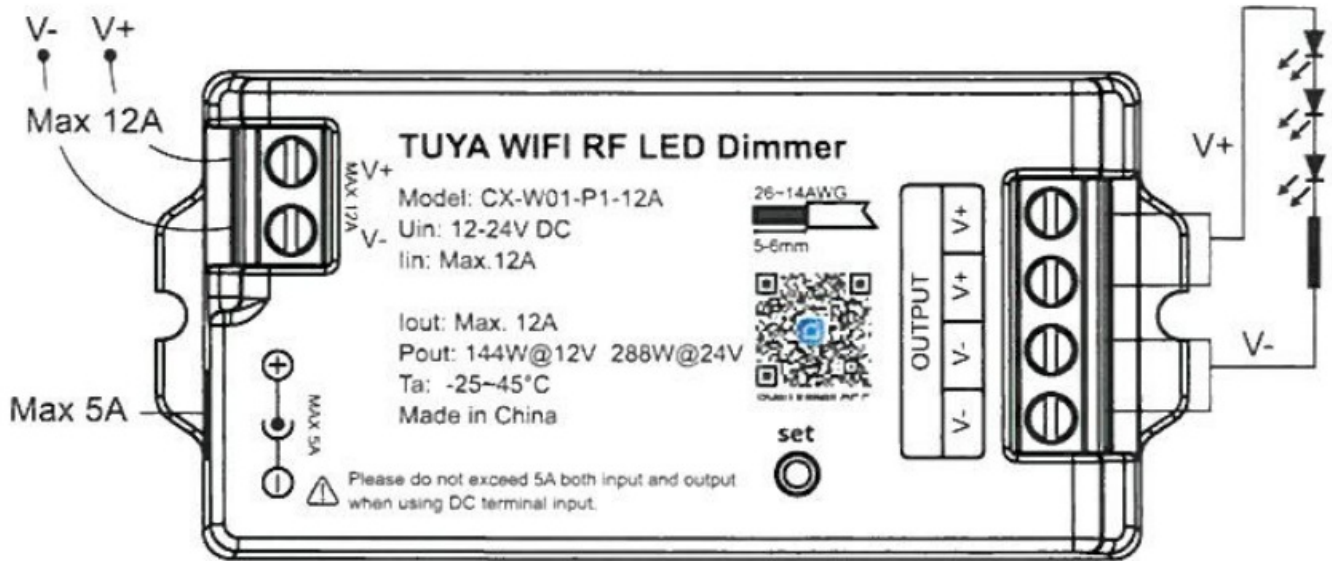 V- V+
Max 12A
MAX 12A
V+
V-
TUYA WIFI RF LED Dimmer
Model: CX-W01-P1-12A
Uin: 12-24V DC
Iin: Max.12A
Iout: Max. 12A
Pout: 144W@12V 288W@24V
Ta: -25~45°C
Made in China
Max 5A
MAX 5A
Please do not exceed 5A both input and output
when using DC terminal input.
26~14AWG
5-6mm
set
OUTPUT
V+
V+
V-
V-
V+
V-